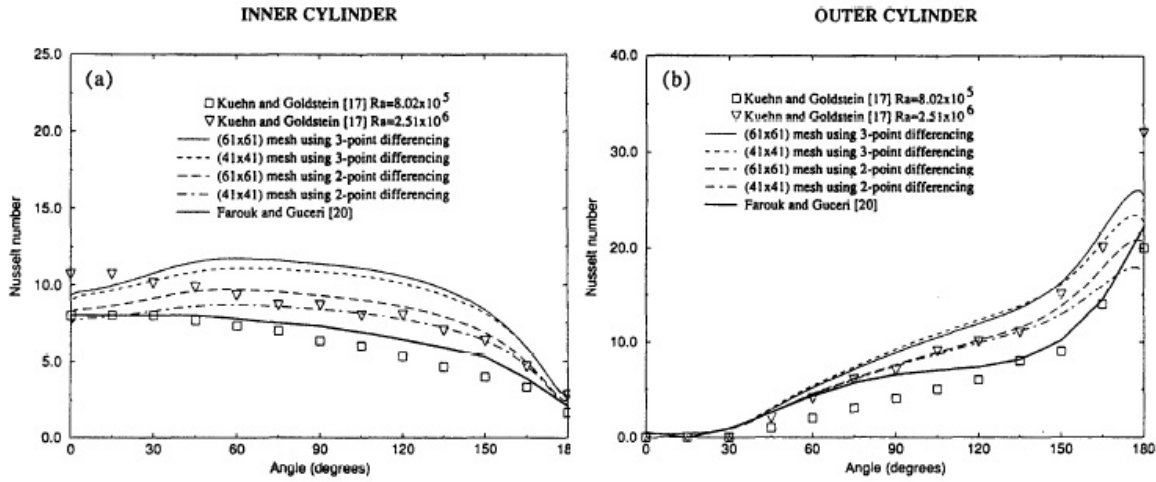 INNER CYLINDER
OUTER CYLINDER
25.0
20.0
15.0
10.0
5.0
0.0
Nusselt number
(a)
Kuehn and Goldstein [17] Ra=8.02x10^5
Kuehn and Goldstein [17] Ra=2.51x10^6
(61x61) mesh using 3-point differencing
(41x41) mesh using 3-point differencing
(61x61) mesh using 2-point differencing
(41x41) mesh using 2-point differencing
Farouk and Guceri [20]
0 30 60 90 120 150 18
Angle (degrees)
40.0
30.0
20.0
10.0
0.0
Nusselt number
(b)
Kuehn and Goldstein [17] Ra=8.02x10^5
Kuehn and Goldstein [17] Ra=2.51x10^6
(61x61) mesh using 3-point differencing
(41x41) mesh using 3-point differencing
(61x61) mesh using 2-point differencing
(41x41) mesh using 2-point differencing
Farouk and Guceri [20]
0 30 60 90 120 150 180
Angle (degrees)